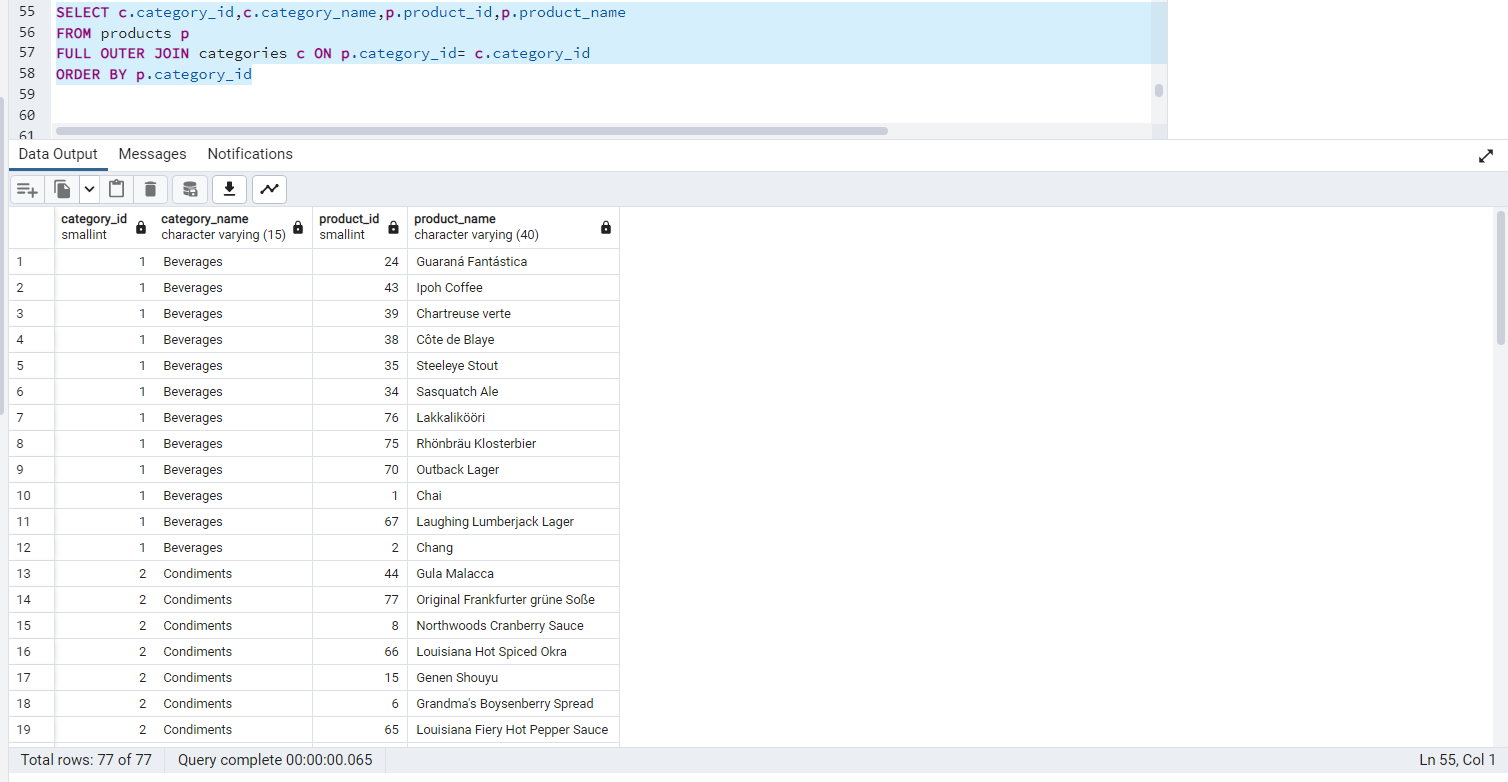 55 SELECT c.category_id,c.category_name,p.product_id,p.product_name
56 FROM products p
57 FULL OUTER JOIN categories c ON p.category_id= c.category_id
58 ORDER BY p.category_id
59
60
61
Data Output Messages Notifications
category_id category_name product_id product_name
smallint character varying (15) smallint character varying (40)
1 1 Beverages 24 Guaraná Fantástica
2 1 Beverages 43 Ipoh Coffee
3 1 Beverages 39 Chartreuse verte
4 1 Beverages 38 Côte de Blaye
5 1 Beverages 35 Steeleye Stout
6 1 Beverages 34 Sasquatch Ale
7 1 Beverages 76 Lakkalikööri
8 1 Beverages 75 Rhönbräu Klosterbier
9 1 Beverages 70 Outback Lager
10 1 Beverages 1 Chai
11 1 Beverages 67 Laughing Lumberjack Lager
12 1 Beverages 2 Chang
13 2 Condiments 44 Gula Malacca
14 2 Condiments 77 Original Frankfurter grüne Soße
15 2 Condiments 8 Northwoods Cranberry Sauce
16 2 Condiments 66 Louisiana Hot Spiced Okra
17 2 Condiments 15 Genen Shouyu
18 2 Condiments 6 Grandma's Boysenberry Spread
19 2 Condiments 65 Louisiana Fiery Hot Pepper Sauce
Total rows: 77 of 77 Query complete 00:00:00.065 Ln 55, Col 1